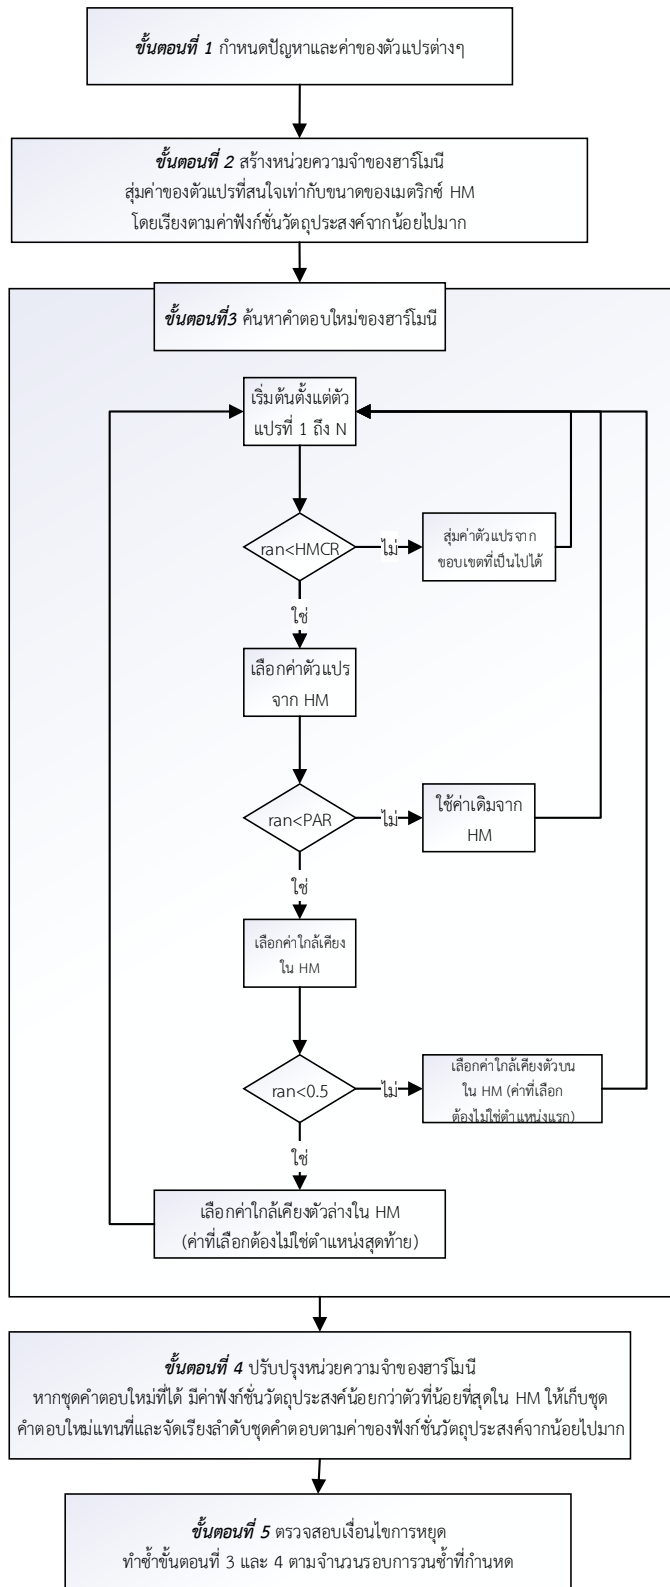 ขั้นตอนที่ 1 กำหนดปัญหาและค่าของตัวแปรต่างๆ
ขั้นตอนที่ 2 สร้างหน่วยความจำของฮาร์โมนี
สุ่มค่าของตัวแปรที่สนใจเท่ากับขนาดของเมตริกซ์ HM
โดยเรียงตามค่าฟังก์ชั่นวัตถุประสงค์จากน้อยไปมาก
ขั้นตอนที่3 ค้นหาคำตอบใหม่ของฮาร์โมนี
เริ่มต้นตั้งแต่ตัว
แปรที่ 1 ถึง N
ran<HMCR
ไม่
สุ่มค่าตัวแปรจาก
ขอบเขตที่เป็นไปได้
ใช่
เลือกค่าตัวแปร
จาก HM
ran<PAR
ไม่
ใช้ค่าเดิมจาก
HM
ใช่
เลือกค่าใกล้เคียง
ใน HM
ran<0.5
ไม่
เลือกค่าใกล้เคียงตัวบน
ใน HM (ค่าที่เลือก
ต้องไม่ใช่ตำแหน่งแรก)
ใช่
เลือกค่าใกล้เคียงตัวล่างใน HM
(ค่าที่เลือกต้องไม่ใช่ตำแหน่งสุดท้าย)
ขั้นตอนที่ 4 ปรับปรุงหน่วยความจำของฮาร์โมนี
หากชุดคำตอบใหม่ที่ได้ มีค่าฟังก์ชั่นวัตถุประสงค์น้อยกว่าตัวที่น้อยที่สุดใน HM ให้เก็บชุด
คำตอบใหม่แทนที่และจัดเรียงลำดับชุดคำตอบตามค่าของฟังก์ชั่นวัตถุประสงค์จากน้อยไปมาก
ขั้นตอนที่ 5 ตรวจสอบเงื่อนไขการหยุด
ทำซ้ำขั้นตอนที่ 3 และ 4 ตามจำนวนรอบการวนซ้ำที่กำหนด